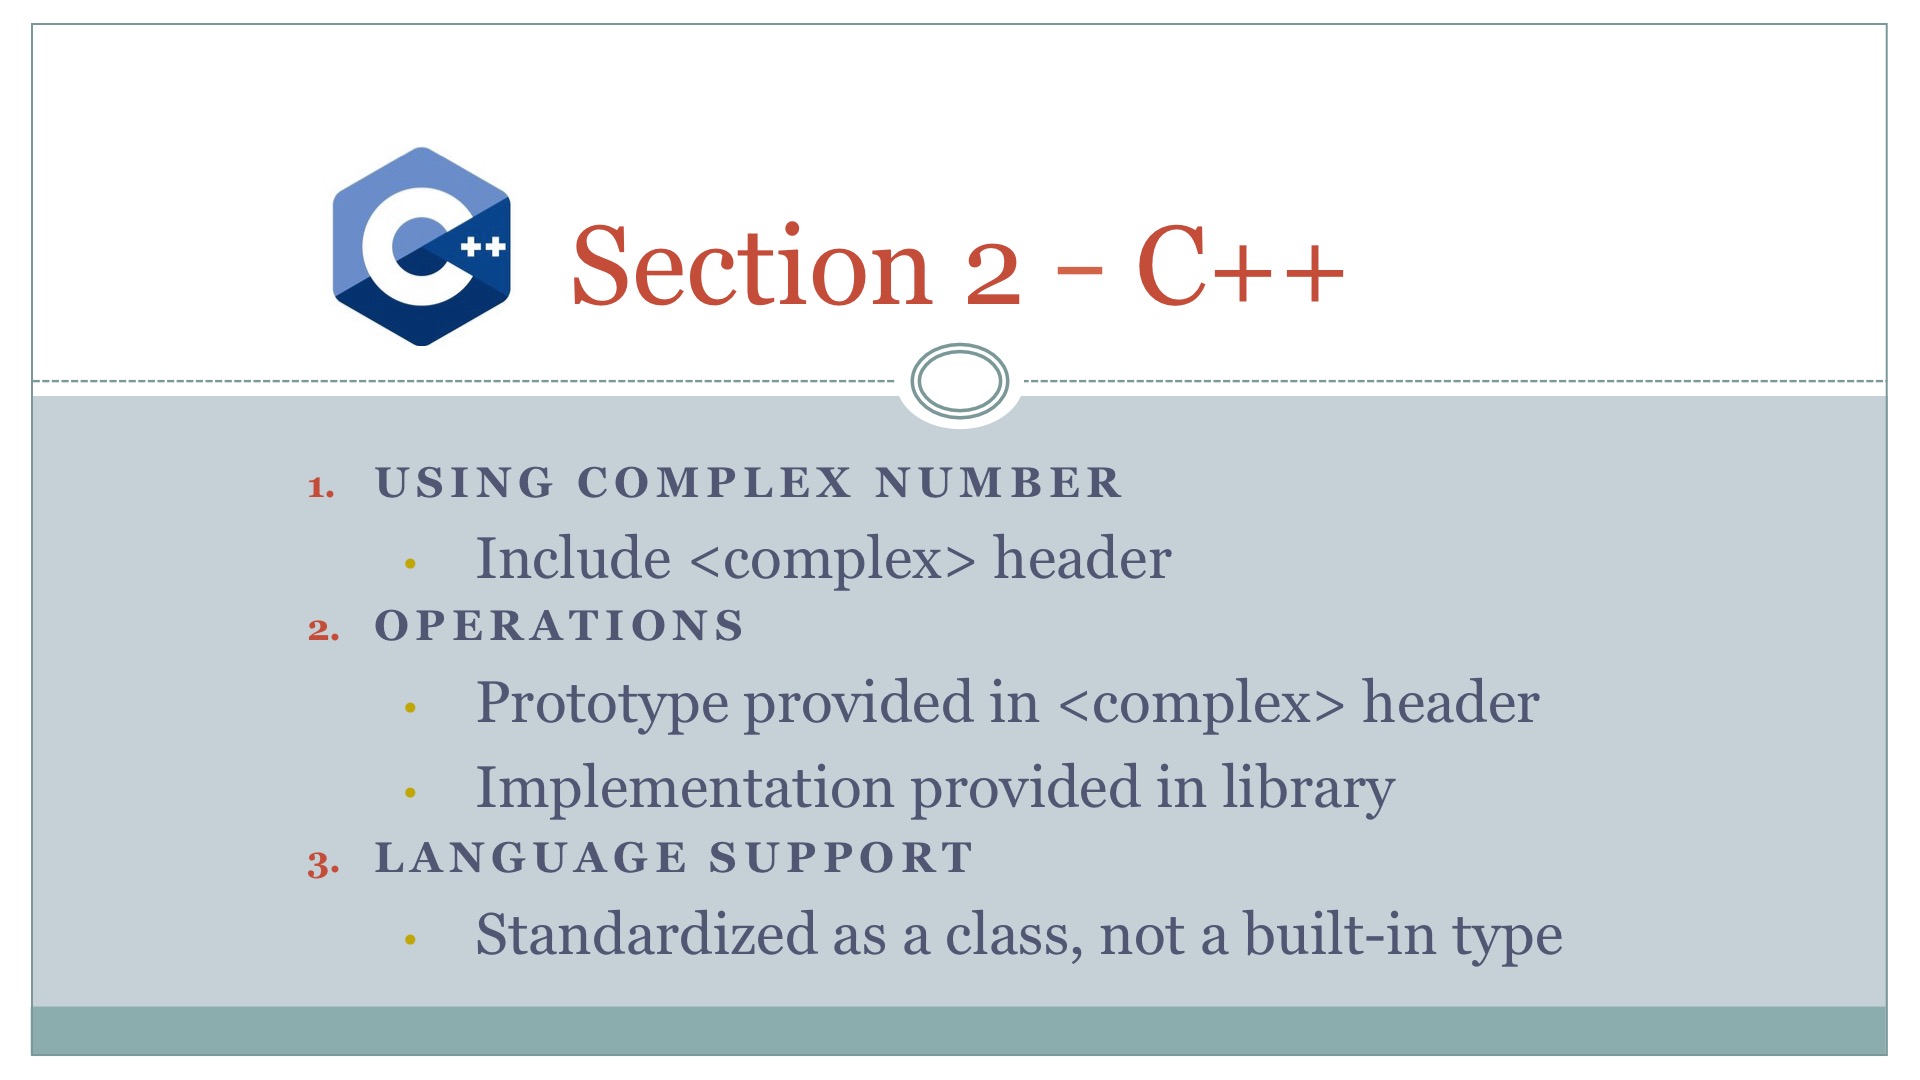 C++
Section 2 – C++
1. USING COMPLEX NUMBER
• Include <complex> header
2. OPERATIONS
• Prototype provided in <complex> header
• Implementation provided in library
3. LANGUAGE SUPPORT
• Standardized as a class, not a built-in type